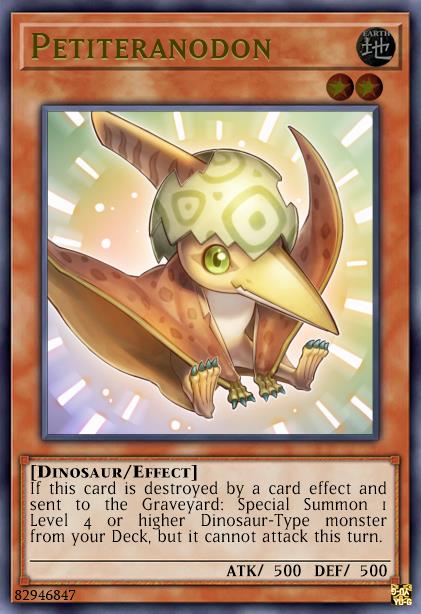 PETITERANODON
EARTH
地
[DINOSAUR/EFFECT]
If this card is destroyed by a card effect and
sent to the Graveyard: Special Summon 1
Level 4 or higher Dinosaur-Type monster
from your Deck, but it cannot attack this turn.
ATK/ 500 DEF/ 500
82946847